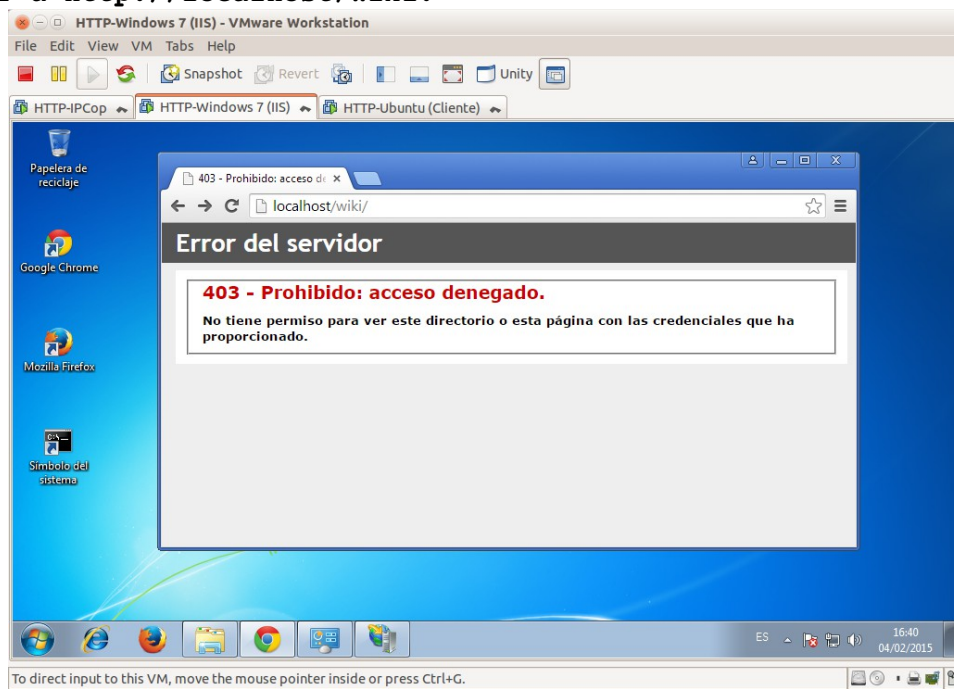 a http://localhost/wiki.
HTTP-Windows 7 (IIS) - VMware Workstation
File Edit View VM Tabs Help
Snapshot Revert Unity
HTTP-IPCop HTTP-Windows 7 (IIS) HTTP-Ubuntu (Cliente)
Papelera de
reciclaje
403 - Prohibido: acceso de
localhost/wiki/
Error del servidor
Google Chrome
403 - Prohibido: acceso denegado.
No tiene permiso para ver este directorio o esta página con las credenciales que ha
proporcionado.
Mozilla Firefox
C:\
Símbolo del
sistema
ES
16:40
04/02/2015
To direct input to this VM, move the mouse pointer inside or press Ctrl+G.